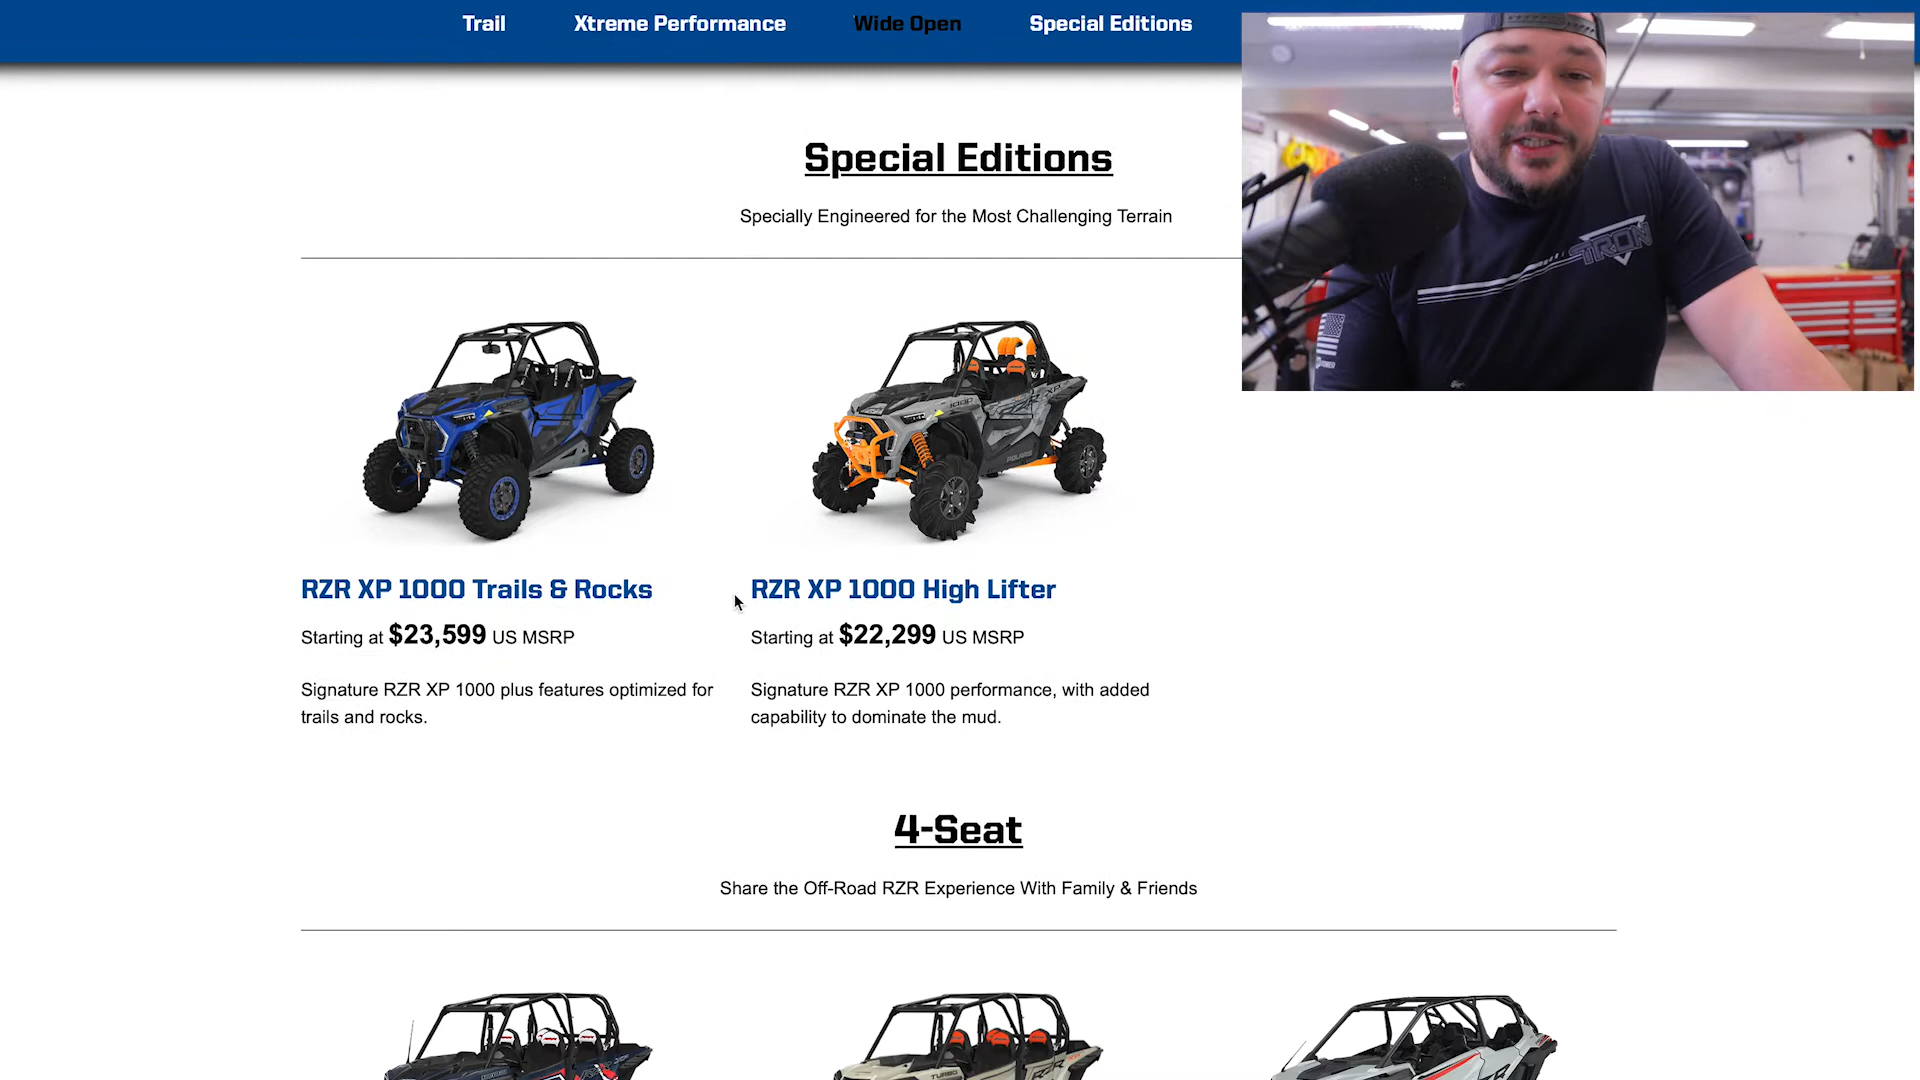 Trail Xtreme Performance Wide Open Special Editions
Special Editions
Specially Engineered for the Most Challenging Terrain
TRON
RZR XP 1000 Trails & Rocks
Starting at $23,599 US MSRP
Signature RZR XP 1000 plus features optimized for
trails and rocks.
RZR XP 1000 High Lifter
Starting at $22,299 US MSRP
Signature RZR XP 1000 performance, with added
capability to dominate the mud.
4-Seat
Share the Off-Road RZR Experience With Family & Friends